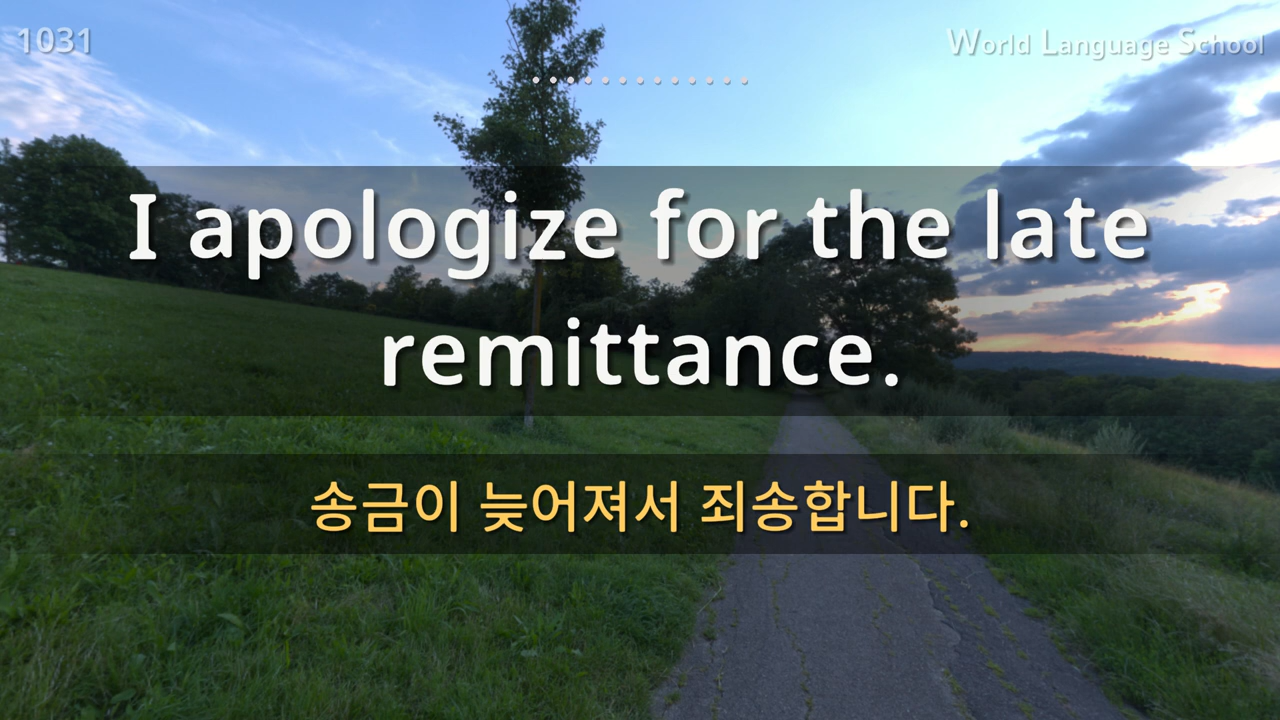 1031
World Language School
I apologize for the late
remittance.
송금이 늦어져서 죄송합니다.